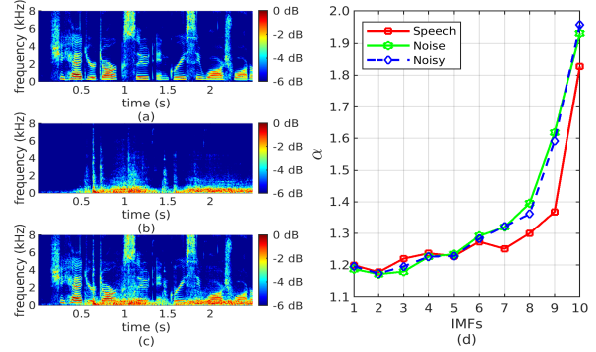 frequency (kHz)
8
6
4
2
0
0.5
1
1.5
2
time (s)
(a)
0 dB
-2 dB
-4 dB
-6 dB
frequency (kHz)
8
6
4
2
0
0.5
1
1.5
2
time (s)
(b)
0 dB
-2 dB
-4 dB
-6 dB
frequency (kHz)
8
6
4
2
0
0.5
1
1.5
2
time (s)
(c)
0 dB
-2 dB
-4 dB
-6 dB
α
2.0
1.9
1.8
1.7
1.6
1.5
1.4
1.3
1.2
1.1
Speech
Noise
Noisy
1 2 3 4 5 6 7 8 9 10
IMFs
(d)